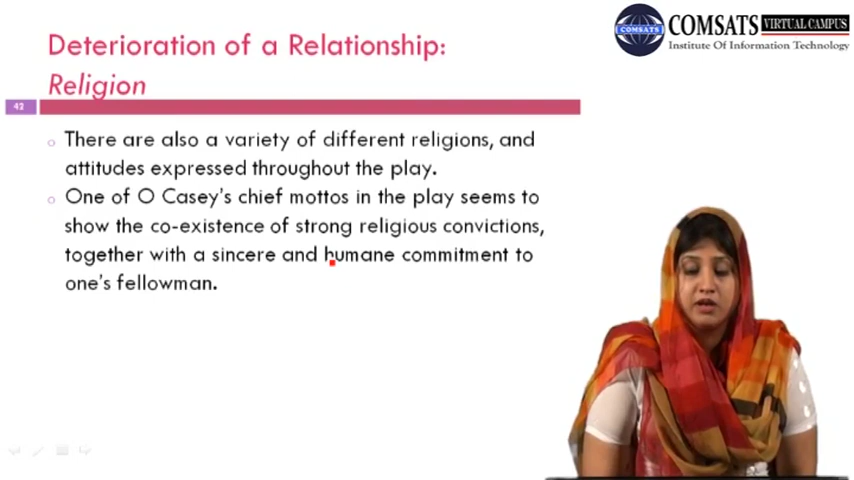 Deterioration of a Relationship:
Religion
42
There are also a variety of different religions, and
attitudes expressed throughout the play.
One of O Casey's chief mottos in the play seems to
show the co-existence of strong religious convictions,
together with a sincere and humane commitment to
one's fellowman.
COMSATS
COMSATS VIRTUAL CAMPUS
Institute Of Information Technology